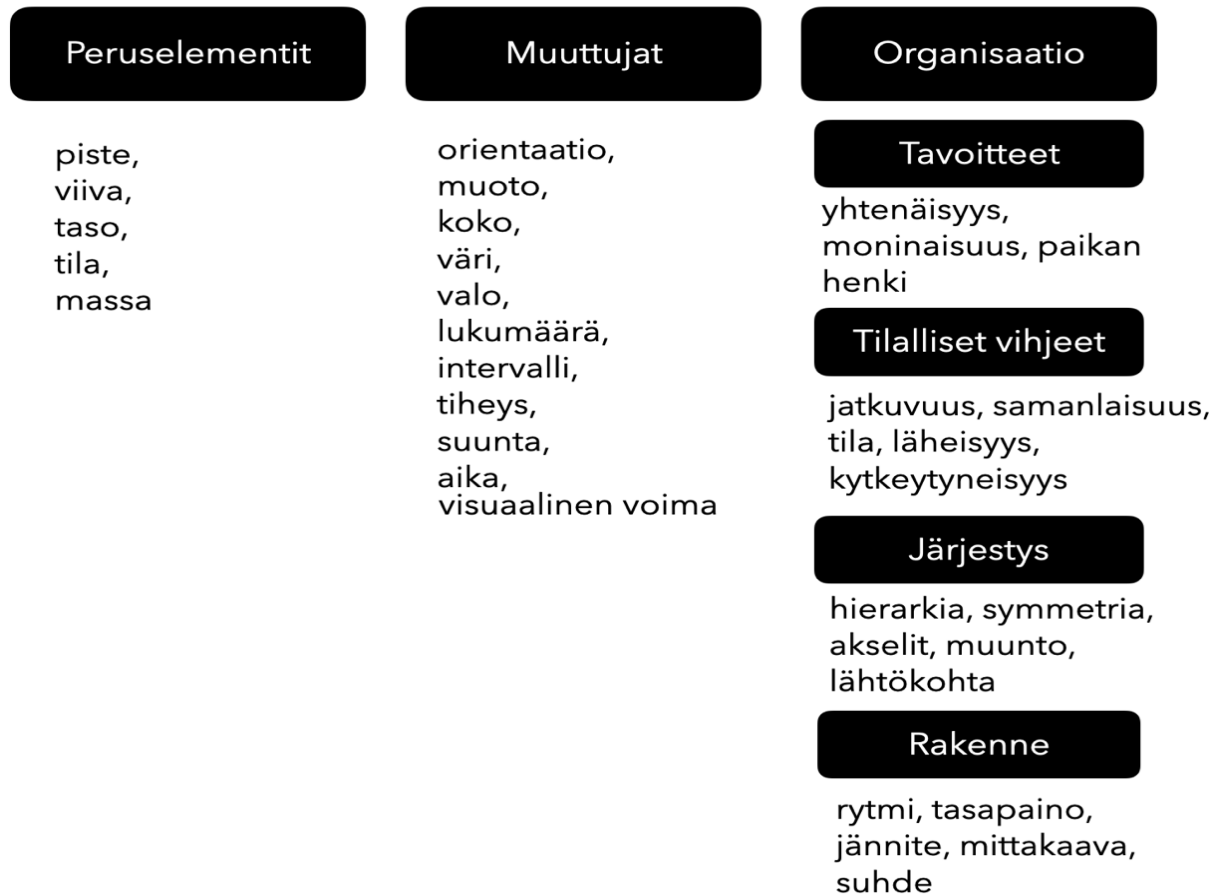 Peruselementit
piste,
viiva,
taso,
tila,
massa
Muuttujat
orientaatio,
muoto,
koko,
väri,
valo,
lukumäärä,
intervalli,
tiheys,
suunta,
aika,
visuaalinen voima
Organisaatio
Tavoitteet
yhtenäisyys,
moninaisuus, paikan
henki
Tilalliset vihjeet
jatkuvuus, samanlaisuus,
tila, läheisyys,
kytkeytyneisyys
Järjestys
hierarkia, symmetria,
akselit, muunto,
lähtökohta
Rakenne
rytmi, tasapaino,
jännite, mittakaava,
suhde